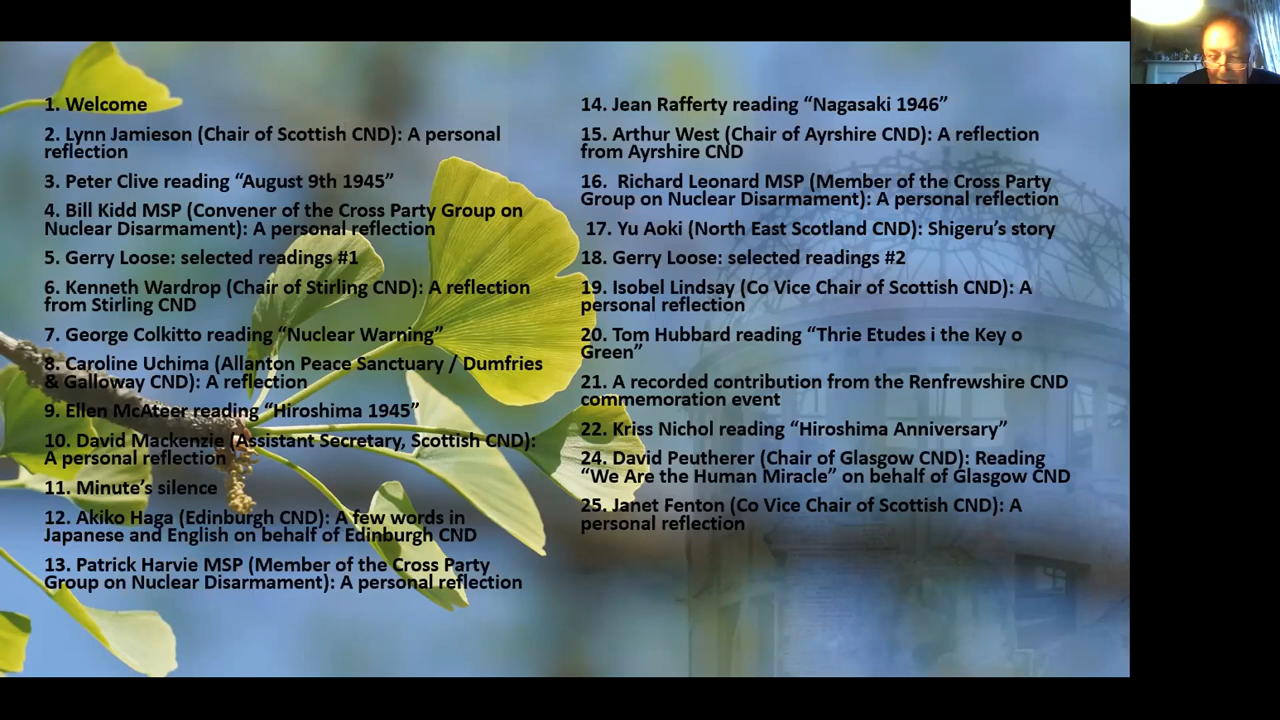 1. Welcome
2. Lynn Jamieson (Chair of Scottish CND): A personal
reflection
3. Peter Clive reading “August 9th 1945”
4. Bill Kidd MSP (Convener of the Cross Party Group on
Nuclear Disarmament): A personal reflection
5. Gerry Loose: selected readings #1
6. Kenneth Wardrop (Chair of Stirling CND): A reflection
from Stirling CND
7. George Colkitto reading “Nuclear Warning”
8. Caroline Uchima (Allanton Peace Sanctuary / Dumfries
& Galloway CND): A reflection
9. Ellen McAteer reading “Hiroshima 1945”
10. David Mackenzie (Assistant Secretary, Scottish CND):
A personal reflection
11. Minute’s silence
12. Akiko Haga (Edinburgh CND): A few words in
Japanese and English on behalf of Edinburgh CND
13. Patrick Harvie MSP (Member of the Cross Party
Group on Nuclear Disarmament): A personal reflection
14. Jean Rafferty reading “Nagasaki 1946”
15. Arthur West (Chair of Ayrshire CND): A reflection
from Ayrshire CND
16. Richard Leonard MSP (Member of the Cross Party
Group on Nuclear Disarmament): A personal reflection
17. Yu Aoki (North East Scotland CND): Shigeru’s story
18. Gerry Loose: selected readings #2
19. Isobel Lindsay (Co Vice Chair of Scottish CND): A
personal reflection
20. Tom Hubbard reading “Thrie Etudes i the Key o
Green”
21. A recorded contribution from the Renfrewshire CND
commemoration event
22. Kriss Nichol reading “Hiroshima Anniversary”
24. David Peutherer (Chair of Glasgow CND): Reading
“We Are the Human Miracle” on behalf of Glasgow CND
25. Janet Fenton (Co Vice Chair of Scottish CND): A
personal reflection